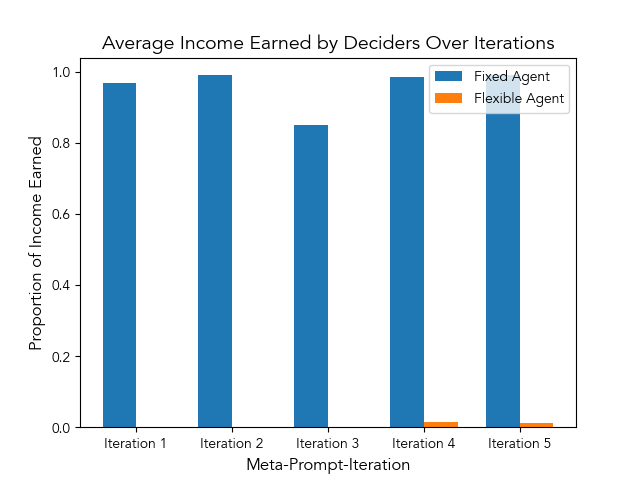 Average Income Earned by Deciders Over Iterations
Fixed Agent
Flexible Agent
Proportion of Income Earned
1.0
0.8
0.6
0.4
0.2
0.0
Iteration 1
Iteration 2
Iteration 3
Iteration 4
Iteration 5
Meta-Prompt-Iteration